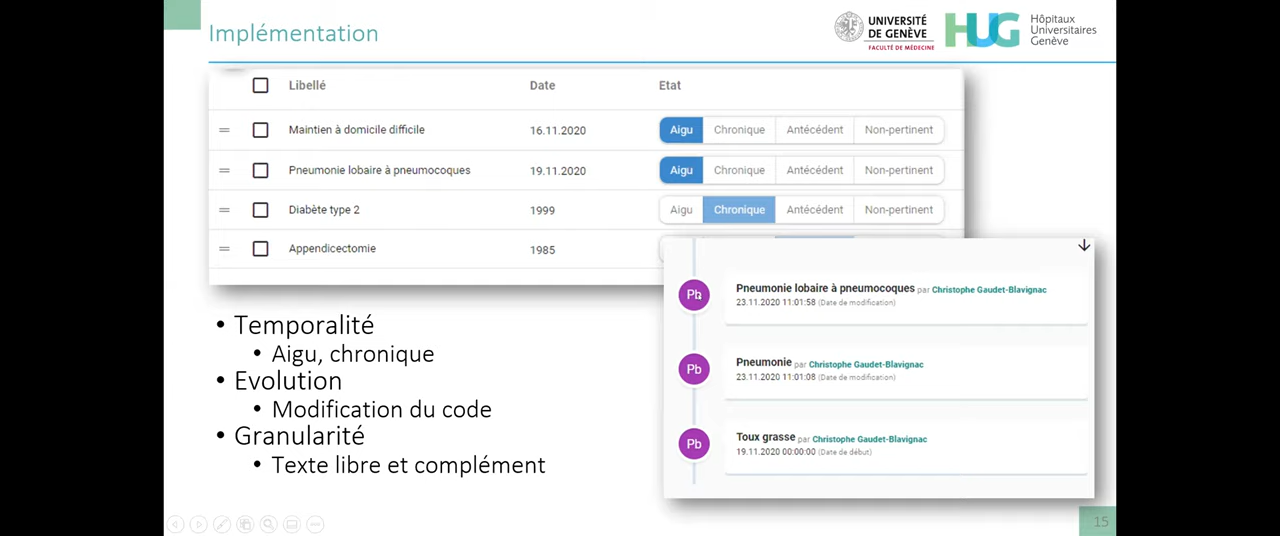 Implémentation
UNIVERSITÉ
DE GENÈVE
FACULTÉ DE MÉDECINE
HUG
Hôpitaux
Universitaires
Genève
Libellé Date Etat
Maintien à domicile difficile 16.11.2020 Aigu Chronique Antécédent Non-pertinent
Pneumonie lobaire à pneumocoques 19.11.2020 Aigu Chronique Antécédent Non-pertinent
Diabète type 2 1999 Aigu Chronique Antécédent Non-pertinent
Appendicectomie 1985
• Temporalité
• Aigu, chronique
• Evolution
• Modification du code
• Granularité
• Texte libre et complément
Pb
Pneumonie lobaire à pneumocoques par Christophe Gaudet-Blavignac
23.11.2020 11:01:58 (Date de modification)
Pb
Pneumonie par Christophe Gaudet-Blavignac
23.11.2020 11:01:08 (Date de modification)
Pb
Toux grasse par Christophe Gaudet-Blavignac
19.11.2020 00:00:00 (Date de début)
15